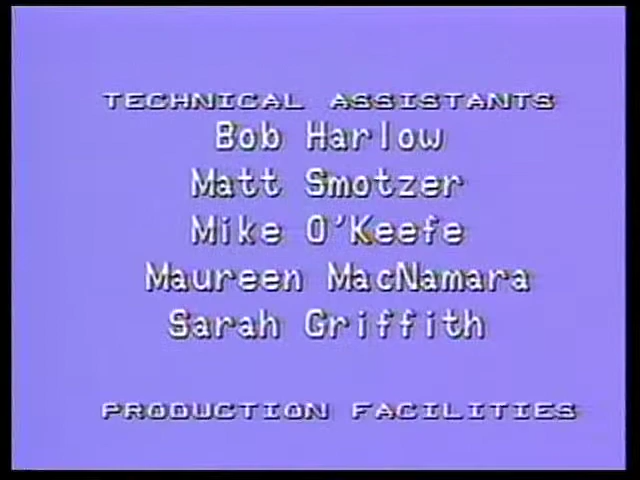 TECHNICAL ASSISTANTS
Bob Harlow
Matt Smotzer
Mike O'Keefe
Maureen MacNamara
Sarah Griffith
PRODUCTION FACILITIES